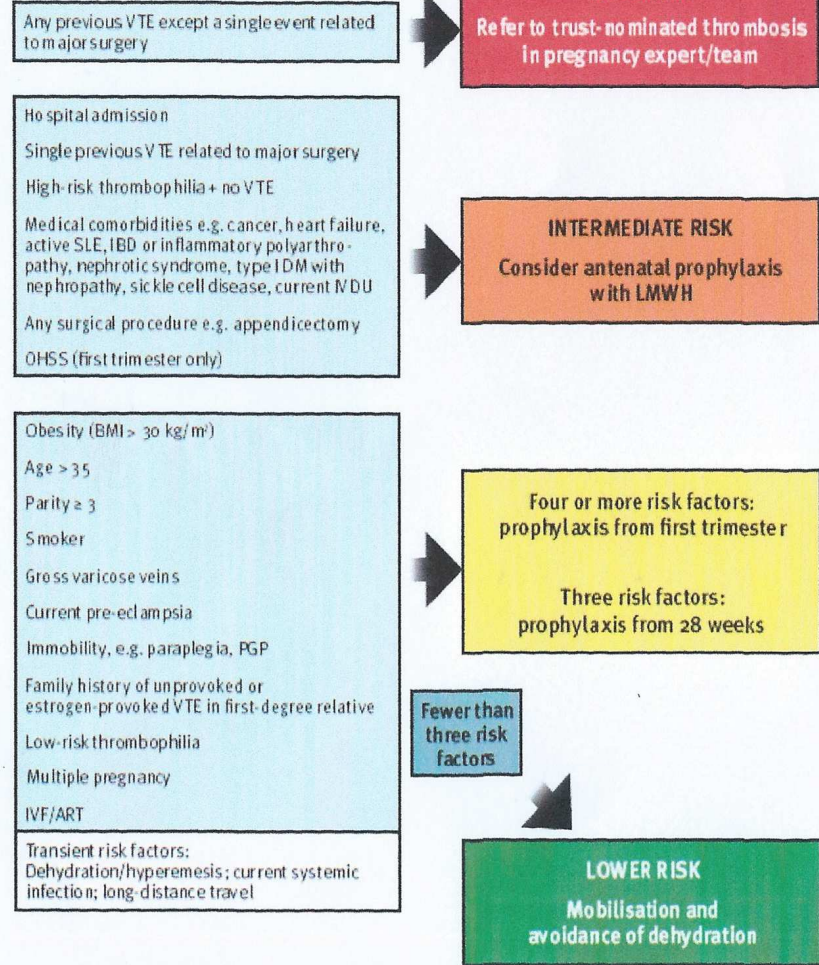 Any previous VTE except a single event related
to major surgery
Refer to trust-nominated thrombosis
in pregnancy expert/team
Hospital admission
Single previous VTE related to major surgery
High-risk thrombophilia + no VTE
Medical comorbidities e.g. cancer, heart failure,
active SLE, IBD or inflammatory polyarthro-
pathy, nephrotic syndrome, type I DM with
nephropathy, sickle cell disease, current IVDU
Any surgical procedure e.g. appendicectomy
OHSS (first trimester only)
INTERMEDIATE RISK
Consider antenatal prophylaxis
with LMWH
Obesity (BMI > 30 kg/m²)
Age > 35
Parity ≥ 3
Smoker
Gross varicose veins
Current pre-eclampsia
Immobility, e.g. paraplegia, PGP
Family history of unprovoked or
estrogen-provoked VTE in first-degree relative
Low-risk thrombophilia
Multiple pregnancy
IVF/ART
Transient risk factors:
Dehydration/hyperemesis; current systemic
infection; long-distance travel
Four or more risk factors:
prophylaxis from first trimester
Three risk factors:
prophylaxis from 28 weeks
Fewer than
three risk
factors
LOWER RISK
Mobilisation and
avoidance of dehydration